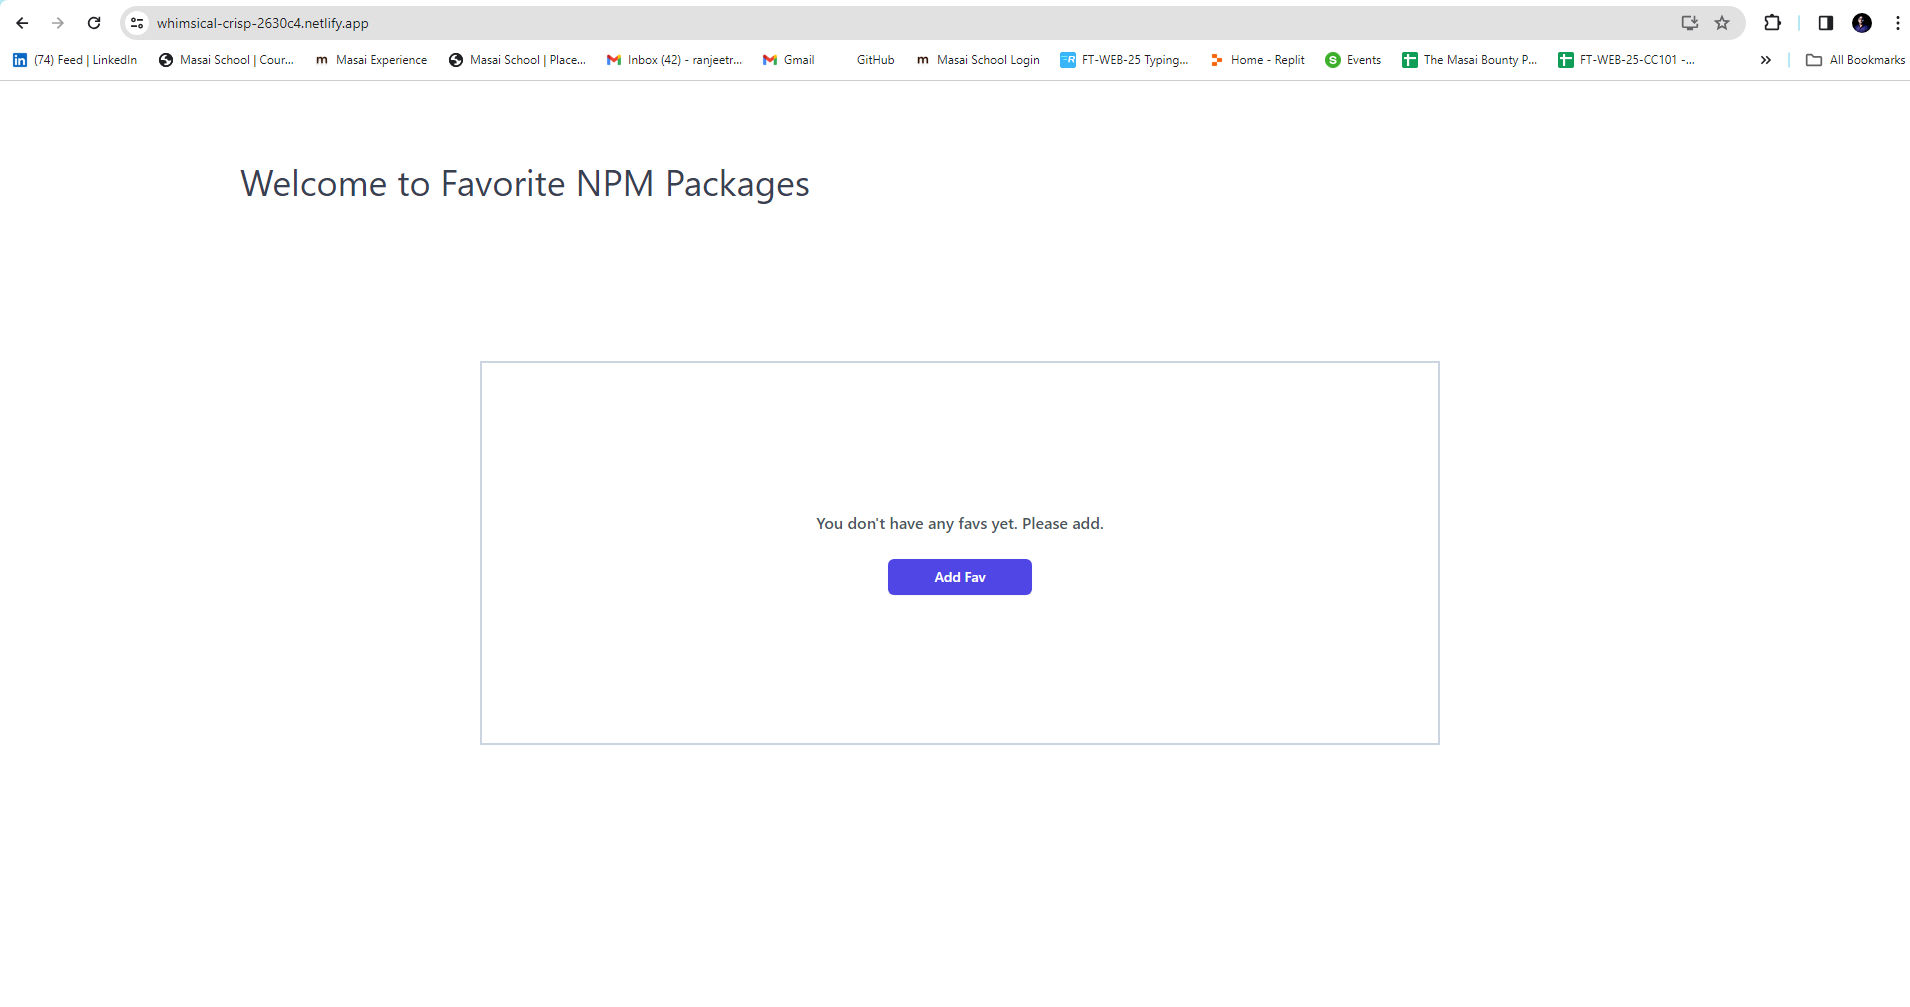 whimsical-crisp-2630c4.netlify.app
(74) Feed | LinkedIn Masai School | Cour... m Masai Experience Masai School | Place... Inbox (42) - ranjeetr... Gmail GitHub m Masai School Login FT-WEB-25 Typing... Home - Replit Events The Masai Bounty P... FT-WEB-25-CC101 -... » All Bookmarks
Welcome to Favorite NPM Packages
You don't have any favs yet. Please add.
Add Fav